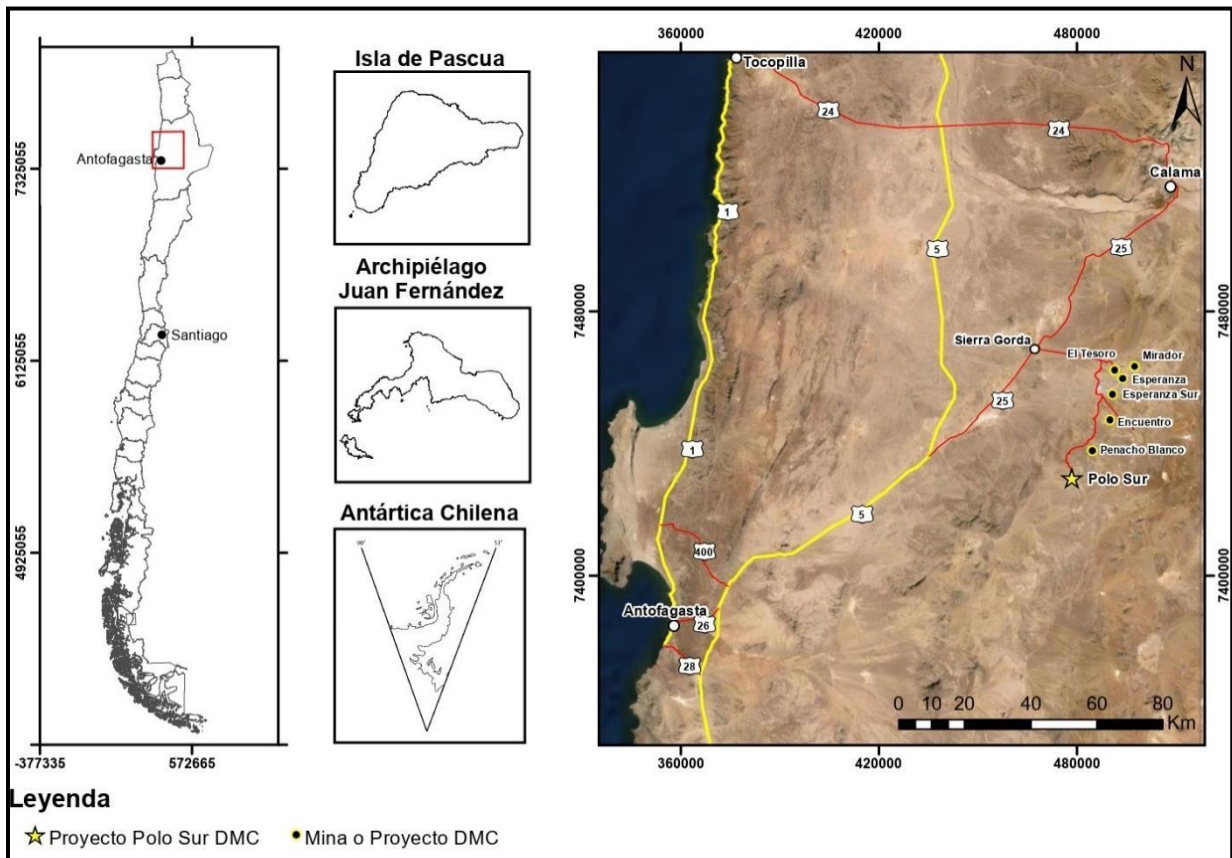 Antofagasta
Santiago
7325055
6125055
4925055
-377335
572665
Isla de Pascua
Archipiélago
Juan Fernández
Antártica Chilena
90°
53°
360000
420000
480000
7480000
7400000
7480000
7400000
360000
420000
480000
N
Tocopilla
24
24
Calama
1
5
25
Sierra Gorda
El Tesoro
Mirador
Esperanza
Esperanza Sur
25
Encuentro
1
Penacho Blanco
Polo Sur
5
400
Antofagasta
26
28
0 10 20 40 60 80
Km
Leyenda
Proyecto Polo Sur DMC
Mina o Proyecto DMC